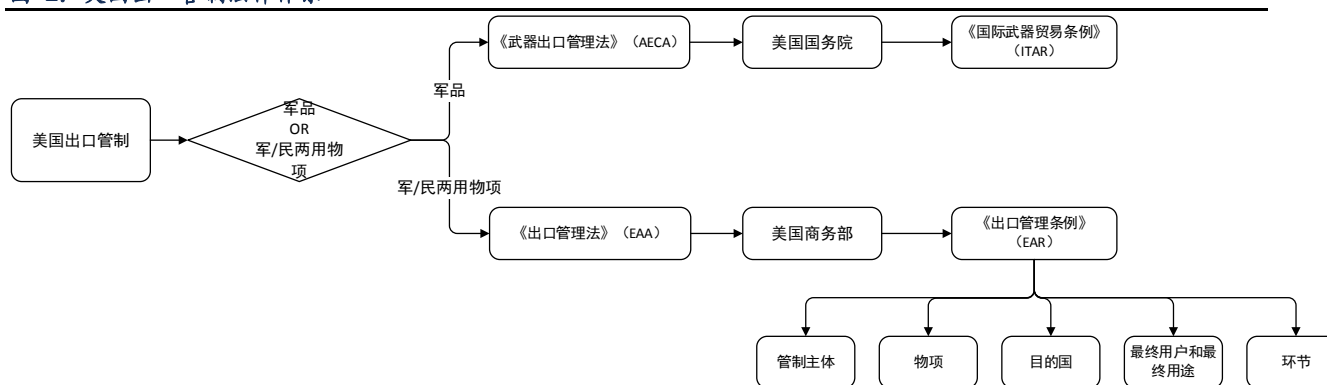 《武器出口管理法》（AECA）
美国国务院
《国际武器贸易条例》
（ITAR）
军品
美国出口管制
军品
OR
军/民两用物
项
军/民两用物项
《出口管理法》（EAA）
美国商务部
《出口管理条例》
（EAR）
管制主体
物项
目的国
最终用户和最
终用途
环节